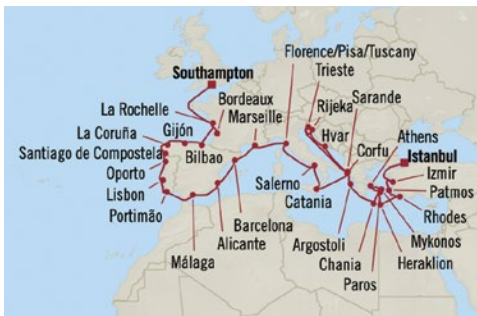 Florence/Pisa/Tuscany
Trieste
Southampton
Sarande
Rijeka
La Rochelle
Bordeaux
Marseille
Athens
La Coruña
Gijón
Hvar
Corfu
Istanbul
Santiago de Compostela
Bilbao
Izmir
Oporto
Salerno
Patmos
Lisbon
Catania
Rhodes
Portimão
Barcelona
Argostoli
Mykonos
Alicante
Chania
Heraklion
Málaga
Paros